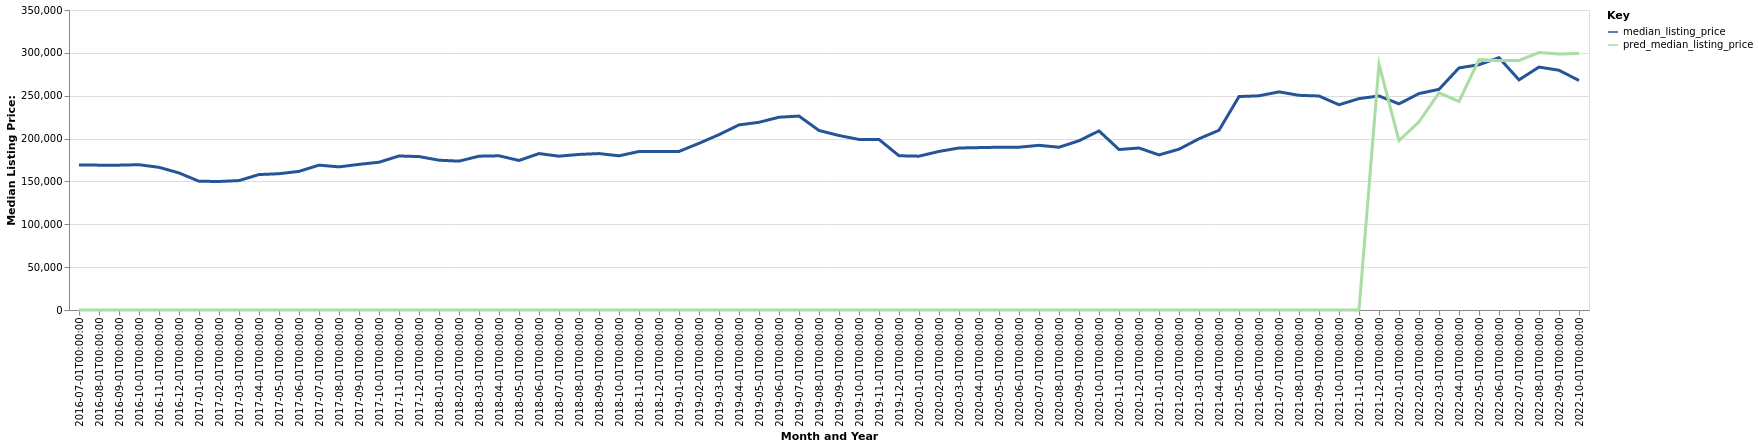 350,000
300,000
250,000
200,000
150,000
100,000
50,000
0
Median Listing Price:
2016-07-01T00:00:00
2016-08-01T00:00:00
2016-09-01T00:00:00
2016-10-01T00:00:00
2016-11-01T00:00:00
2016-12-01T00:00:00
2017-01-01T00:00:00
2017-02-01T00:00:00
2017-03-01T00:00:00
2017-04-01T00:00:00
2017-05-01T00:00:00
2017-06-01T00:00:00
2017-07-01T00:00:00
2017-08-01T00:00:00
2017-09-01T00:00:00
2017-10-01T00:00:00
2017-11-01T00:00:00
2017-12-01T00:00:00
2018-01-01T00:00:00
2018-02-01T00:00:00
2018-03-01T00:00:00
2018-04-01T00:00:00
2018-05-01T00:00:00
2018-06-01T00:00:00
2018-07-01T00:00:00
2018-08-01T00:00:00
2018-09-01T00:00:00
2018-10-01T00:00:00
2018-11-01T00:00:00
2018-12-01T00:00:00
2019-01-01T00:00:00
2019-02-01T00:00:00
2019-03-01T00:00:00
2019-04-01T00:00:00
2019-05-01T00:00:00
2019-07-01T00:00:00
2019-07-01T00:00:00
2019-08-01T00:00:00
2019-09-01T00:00:00
2019-10-01T00:00:00
2019-11-01T00:00:00
2019-12-01T00:00:00
2020-01-01T00:00:00
2020-02-01T00:00:00
2020-03-01T00:00:00
2020-04-01T00:00:00
2020-05-01T00:00:00
2020-06-01T00:00:00
2020-07-01T00:00:00
2020-08-01T00:00:00
2020-09-01T00:00:00
2020-10-01T00:00:00
2020-11-01T00:00:00
2020-12-01T00:00:00
2021-01-01T00:00:00
2021-02-01T00:00:00
2021-03-01T00:00:00
2021-04-01T00:00:00
2021-05-01T00:00:00
2021-06-01T00:00:00
2021-07-01T00:00:00
2021-08-01T00:00:00
2021-09-01T00:00:00
2021-10-01T00:00:00
2021-11-01T00:00:00
2021-12-01T00:00:00
2022-01-01T00:00:00
2022-02-01T00:00:00
2022-03-01T00:00:00
2022-04-01T00:00:00
2022-05-01T00:00:00
2022-06-01T00:00:00
2022-07-01T00:00:00
2022-08-01T00:00:00
2022-09-01T00:00:00
2022-10-01T00:00:00
Month and Year
Key
median_listing_price
pred_median_listing_price